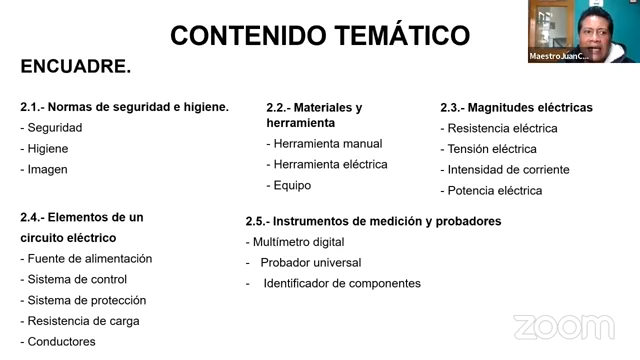 CONTENIDO TEMÁTICO
ENCUADRE.
2.1.- Normas de seguridad e higiene.
- Seguridad
- Higiene
- Imagen
2.2.- Materiales y
herramienta
- Herramienta manual
- Herramienta eléctrica
- Equipo
2.3.- Magnitudes eléctricas
- Resistencia eléctrica
- Tensión eléctrica
- Intensidad de corriente
- Potencia eléctrica
2.4.- Elementos de un
circuito eléctrico
- Fuente de alimentación
- Sistema de control
- Sistema de protección
- Resistencia de carga
- Conductores
2.5.- Instrumentos de medición y probadores
- Multímetro digital
- Probador universal
- Identificador de componentes
MaestroJuanC...
zoom